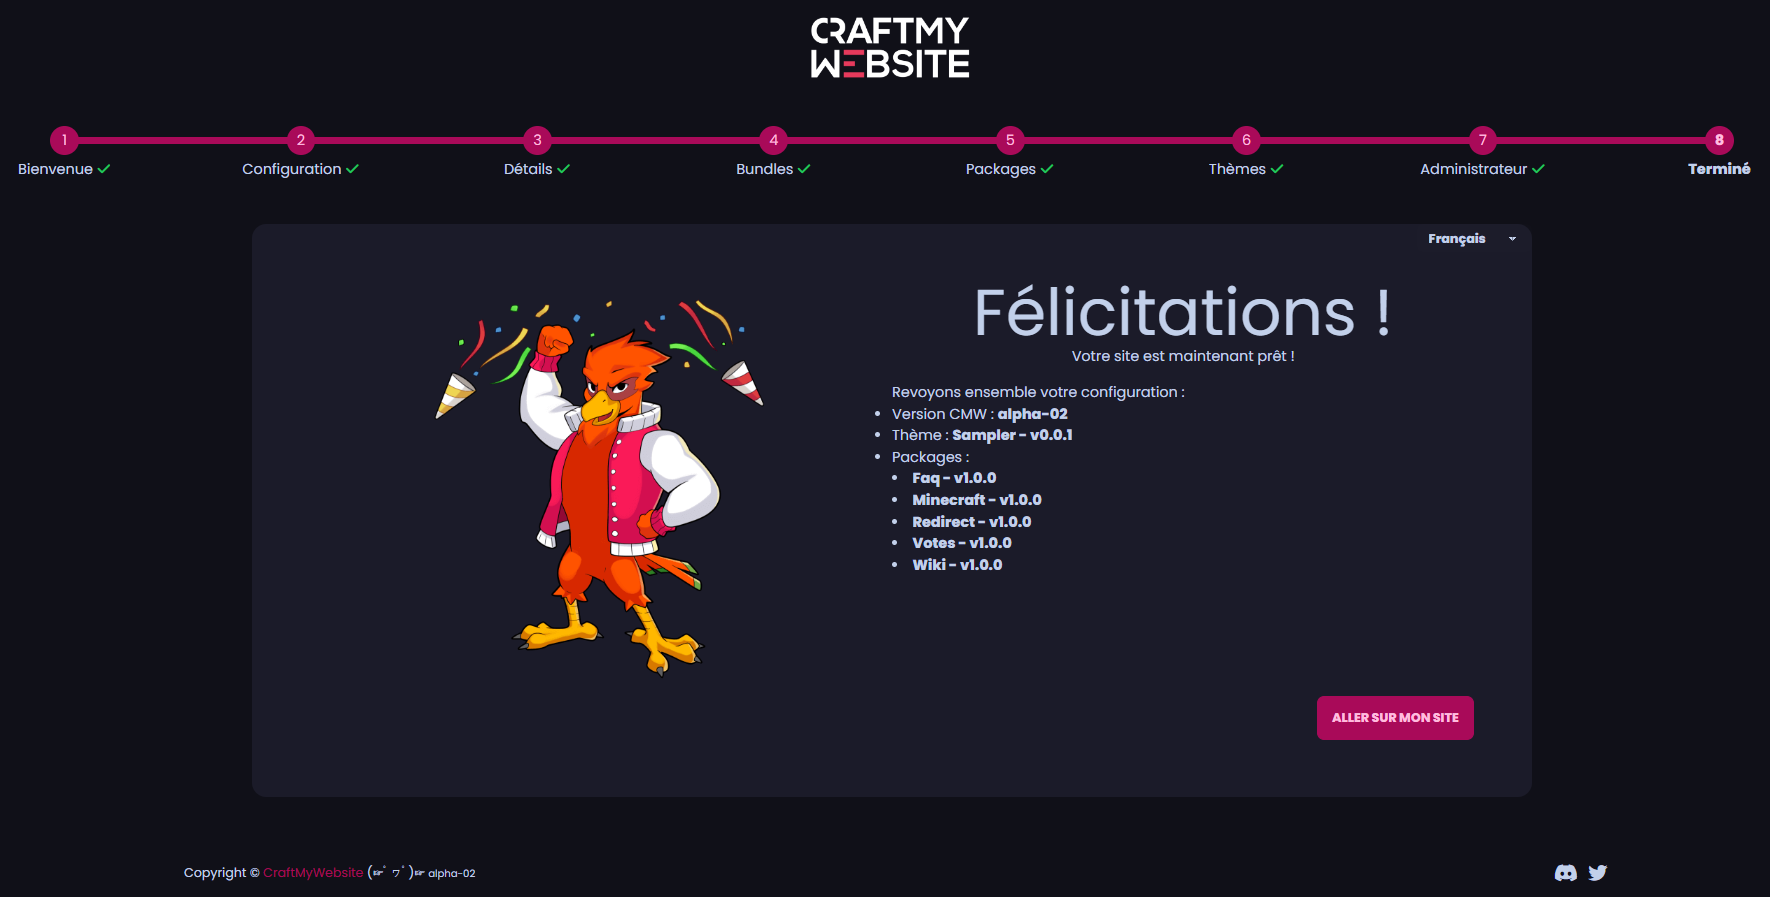 CRAFTMY
WEBSITE
1 2 3 4 5 6 7 8
Bienvenue Configuration Détails Bundles Packages Thèmes Administrateur Terminé
Français
Félicitations !
Votre site est maintenant prêt !
Revoyons ensemble votre configuration :
Version CMW : alpha-02
Thème : Sampler - v0.0.1
Packages :
Faq - v1.0.0
Minecraft - v1.0.0
Redirect - v1.0.0
Votes - v1.0.0
Wiki - v1.0.0
ALLER SUR MON SITE
Copyright © CraftMyWebsite (☞ﾟヮﾟ)☞ alpha-02